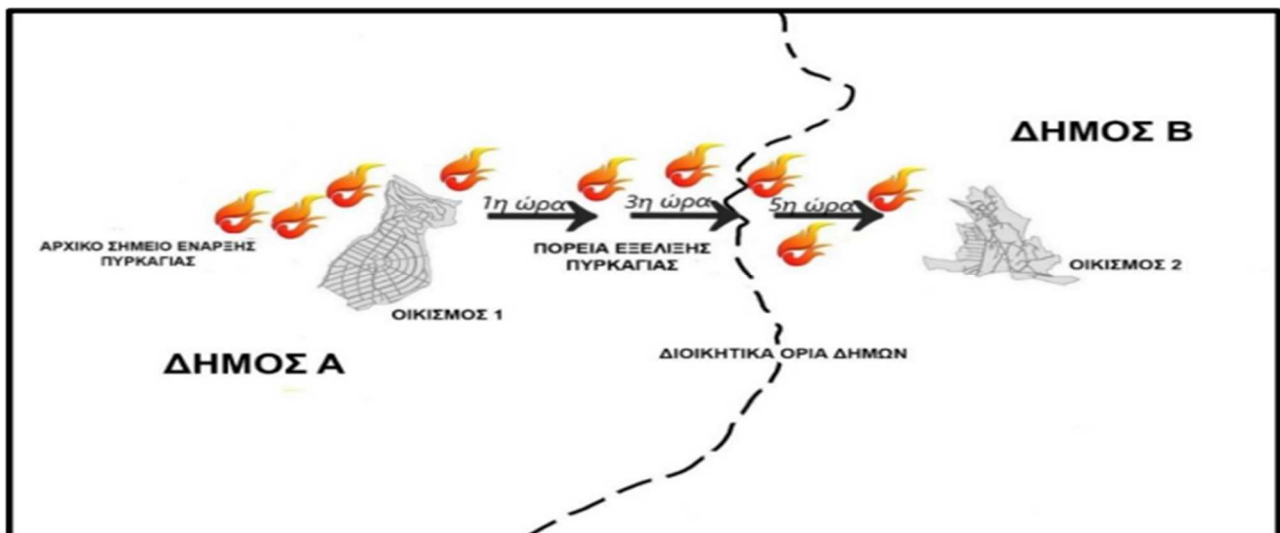 ΔΗΜΟΣ Β
1η ώρα
3η ώρα
5η ώρα
ΑΡΧΙΚΟ ΣΗΜΕΙΟ ΕΝΑΡΞΗΣ
ΠΥΡΚΑΓΙΑΣ
ΠΟΡΕΙΑ ΕΞΕΛΙΞΗΣ
ΠΥΡΚΑΓΙΑΣ
ΟΙΚΙΣΜΟΣ 2
ΟΙΚΙΣΜΟΣ 1
ΔΗΜΟΣ Α
ΔΙΟΙΚΗΤΙΚΑ ΟΡΙΑ ΔΗΜΩΝ